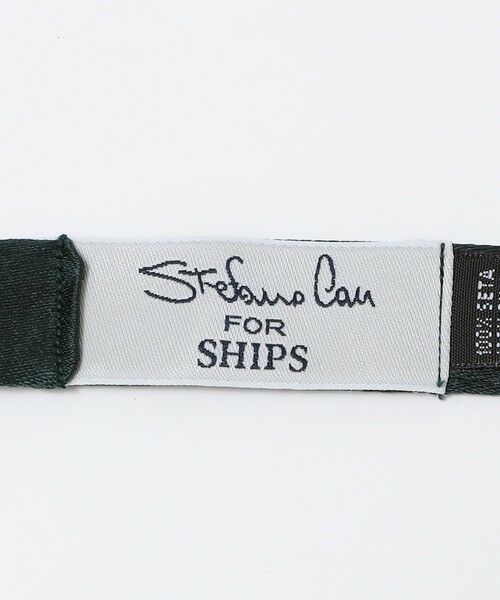 Stefano Cau
FOR
SHIPS
100% SETA